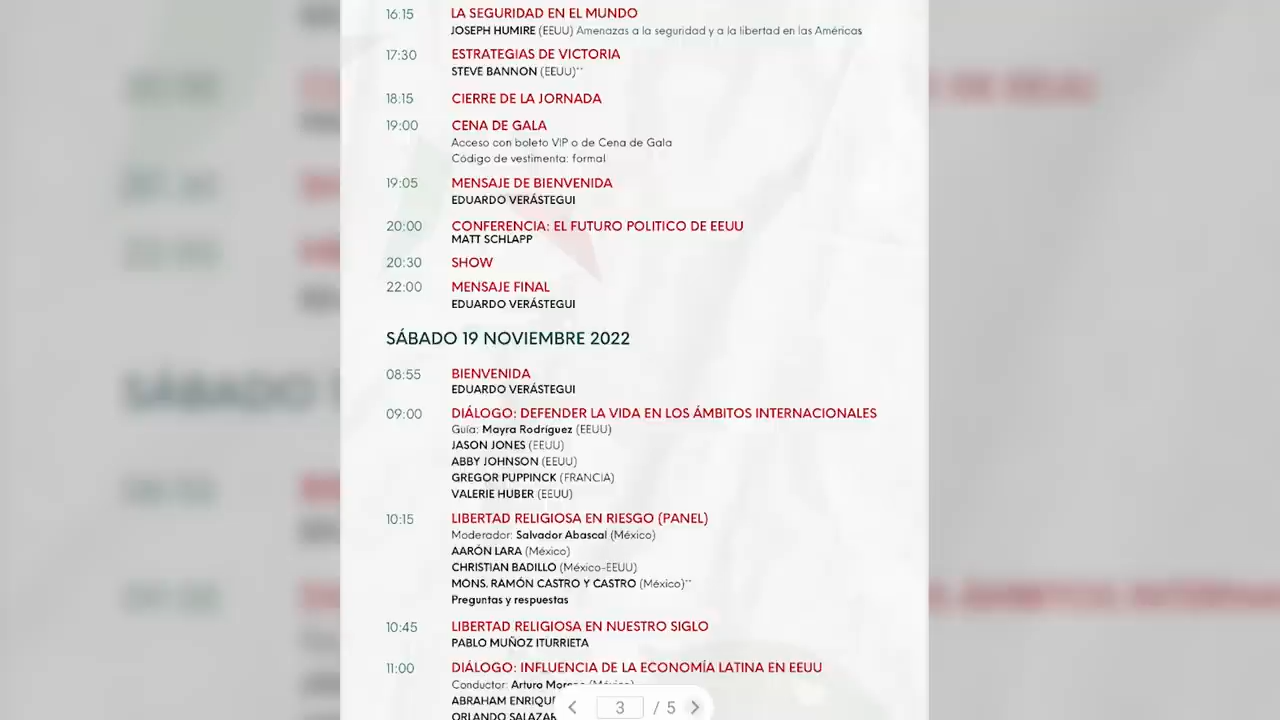 16:15 LA SEGURIDAD EN EL MUNDO
JOSEPH HUMIRE (EEUU) Amenazas a la seguridad y a la libertad en las Américas
17:30 ESTRATEGIAS DE VICTORIA
STEVE BANNON (EEUU)**
18:15 CIERRE DE LA JORNADA
19:00 CENA DE GALA
Acceso con boleto VIP o de Cena de Gala
Código de vestimenta: formal
19:05 MENSAJE DE BIENVENIDA
EDUARDO VERÁSTEGUI
20:00 CONFERENCIA: EL FUTURO POLITICO DE EEUU
MATT SCHLAPP
20:30 SHOW
22:00 MENSAJE FINAL
EDUARDO VERÁSTEGUI
SÁBADO 19 NOVIEMBRE 2022
08:55 BIENVENIDA
EDUARDO VERÁSTEGUI
09:00 DIÁLOGO: DEFENDER LA VIDA EN LOS ÁMBITOS INTERNACIONALES
Guía: Mayra Rodríguez (EEUU)
JASON JONES (EEUU)
ABBY JOHNSON (EEUU)
GREGOR PUPPINCK (FRANCIA)
VALERIE HUBER (EEUU)
10:15 LIBERTAD RELIGIOSA EN RIESGO (PANEL)
Moderador: Salvador Abascal (México)
AARÓN LARA (México)
CHRISTIAN BADILLO (México-EEUU)
MONS. RAMÓN CASTRO Y CASTRO (México)**
Preguntas y respuestas
10:45 LIBERTAD RELIGIOSA EN NUESTRO SIGLO
PABLO MUÑOZ ITURRIETA
11:00 DIÁLOGO: INFLUENCIA DE LA ECONOMÍA LATINA EN EEUU
Conductor: Arturo
ABRAHAM
ORLANDO
3 / 5